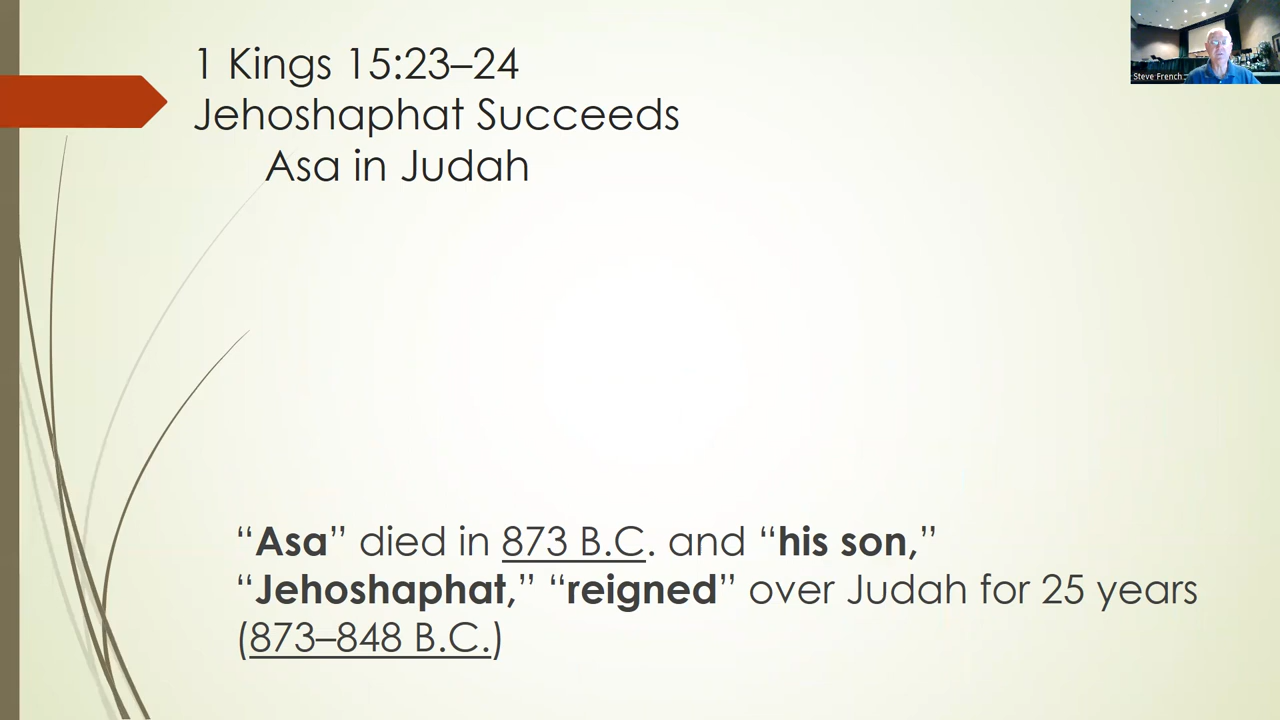 1 Kings 15:23–24
Jehoshaphat Succeeds
Asa in Judah
Steve French
“Asa” died in 873 B.C. and “his son,”
“Jehoshaphat,” “reigned” over Judah for 25 years
(873–848 B.C.)